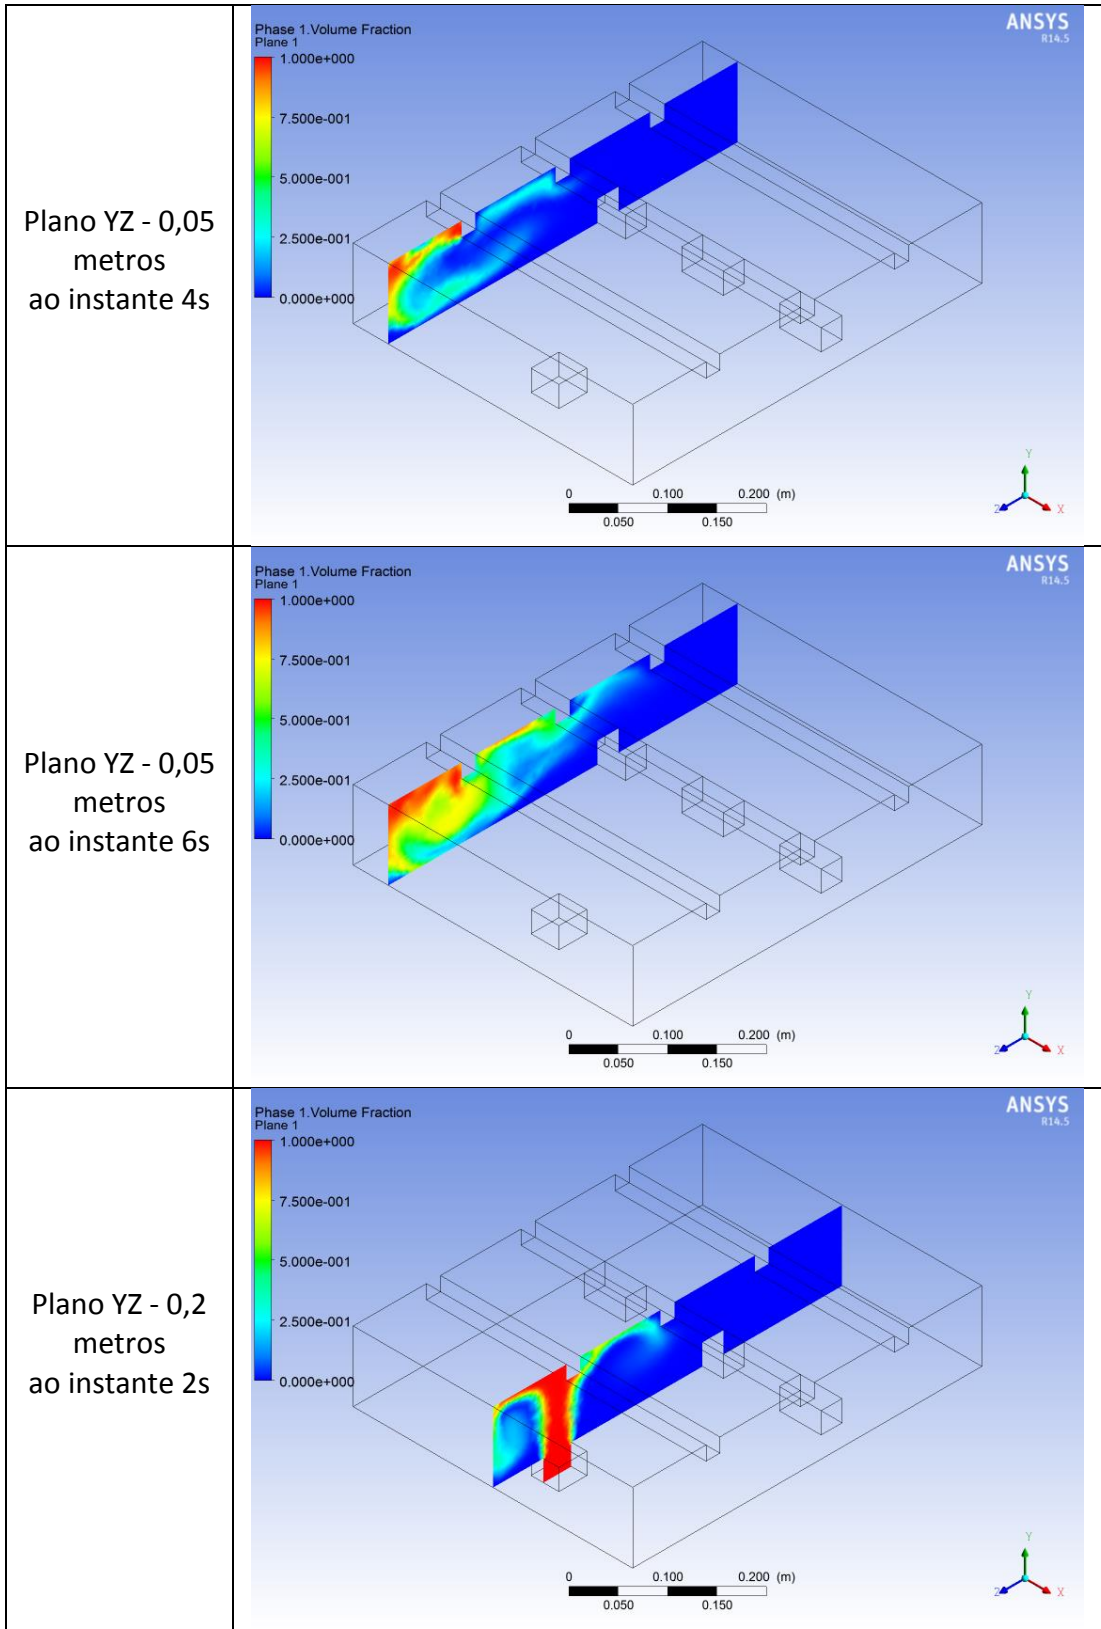 Plano YZ - 0,05
metros
ao instante 4s
Phase 1.Volume Fraction
Plane 1
1.000e+000
7.500e-001
5.000e-001
2.500e-001
0.000e+000
ANSYS
R14.5
0 0.100 0.200 (m)
0.050 0.150
Y
Z X
Plano YZ - 0,05
metros
ao instante 6s
Phase 1.Volume Fraction
Plane 1
1.000e+000
7.500e-001
5.000e-001
2.500e-001
0.000e+000
ANSYS
R14.5
0 0.100 0.200 (m)
0.050 0.150
Y
Z X
Plano YZ - 0,2
metros
ao instante 2s
Phase 1.Volume Fraction
Plane 1
1.000e+000
7.500e-001
5.000e-001
2.500e-001
0.000e+000
ANSYS
R14.5
0 0.100 0.200 (m)
0.050 0.150
Y
Z X